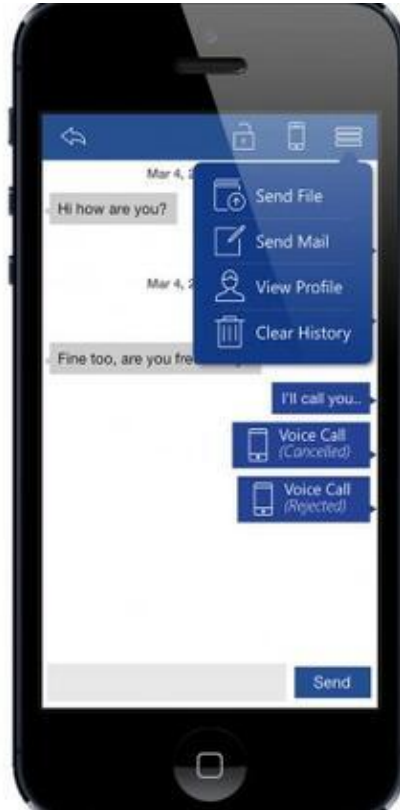 Mar 4, 2
Send File
Hi how are you?
Send Mail
Mar 4, 2
View Profile
Clear History
Fine too, are you fre
I'll call you..
Voice Call
(Cancelled)
Voice Call
(Rejected)
Send